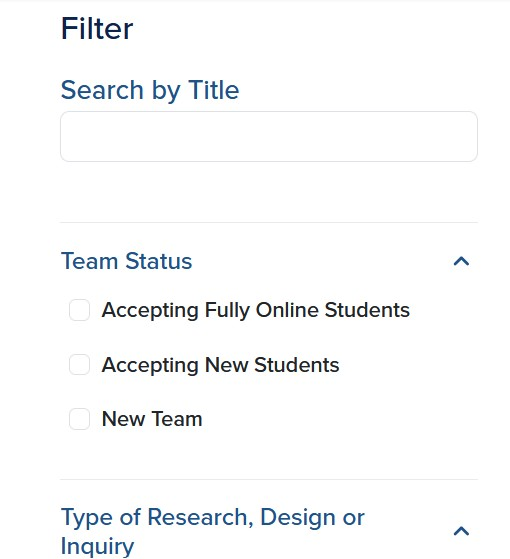 Filter
Search by Title
Team Status
Accepting Fully Online Students
Accepting New Students
New Team
Type of Research, Design or
Inquiry